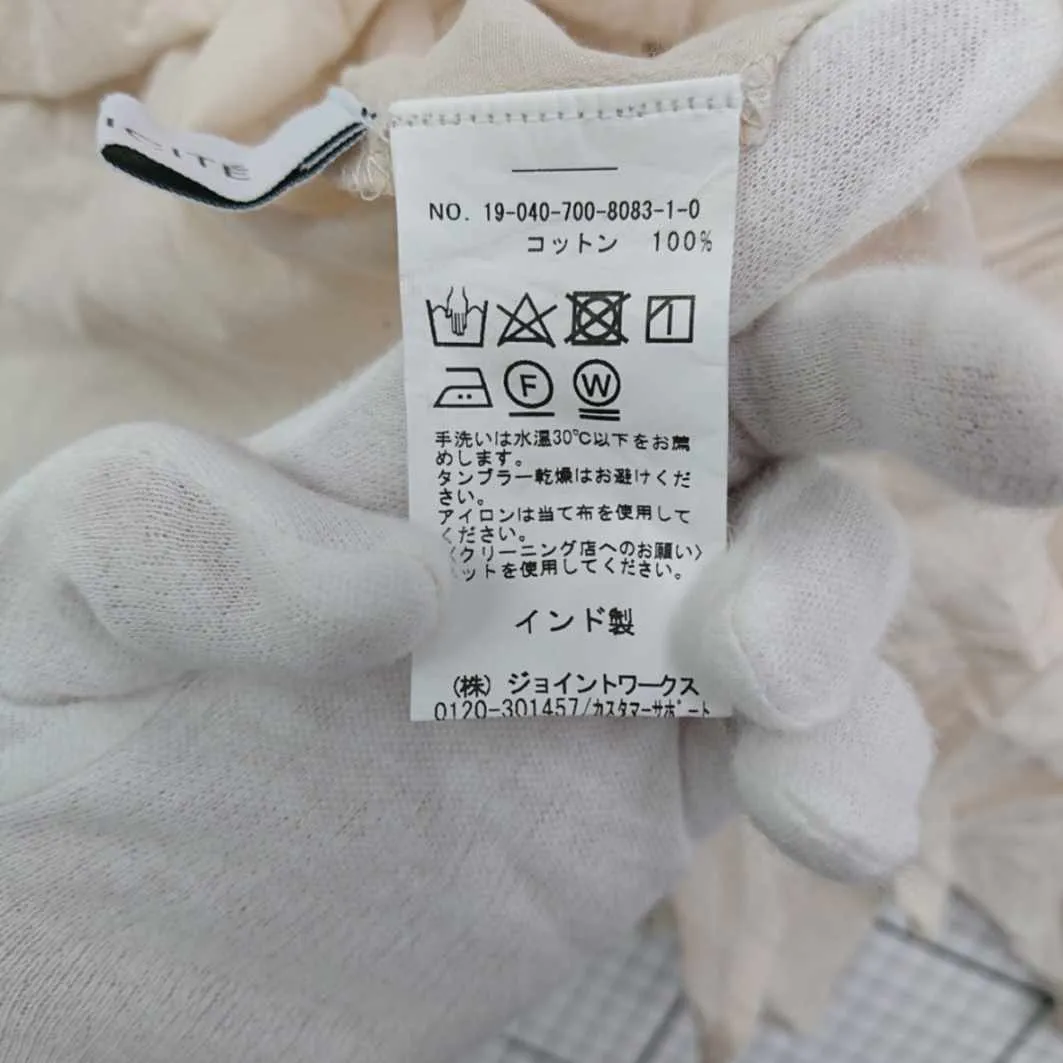 ICITÉ
NO. 19-040-700-8083-1-0
コットン 100%
F W
手洗いは水温30℃以下をお薦
めします。
タンブラー乾燥はお避けくだ
さい。
アイロンは当て布を使用して
ください。
〈クリーニング店へのお願い〉
ットを使用してください。
インド製
(株) ジョイントワークス
0120-301457/カスタマーサポート